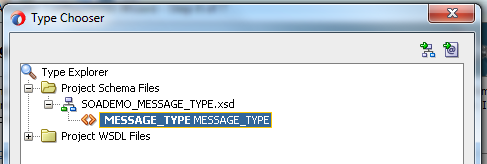 Type Chooser
Type Explorer
Project Schema Files
SOADEMO_MESSAGE_TYPE.xsd
MESSAGE_TYPE MESSAGE_TYPE
Project WSDL Files